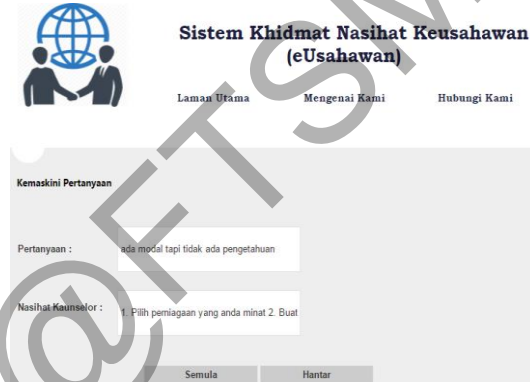 Sistem Khidmat Nasihat Keusahawan
(eUsahawan)
Laman Utama Mengenai Kami Hubungi Kami
Kemaskini Pertanyaan
Pertanyaan : ada modal tapi tidak ada pengetahuan
Nasihat Kaunselor : 1. Pilih perniagaan yang anda minat 2. Buat
Semula Hantar
@FTSM